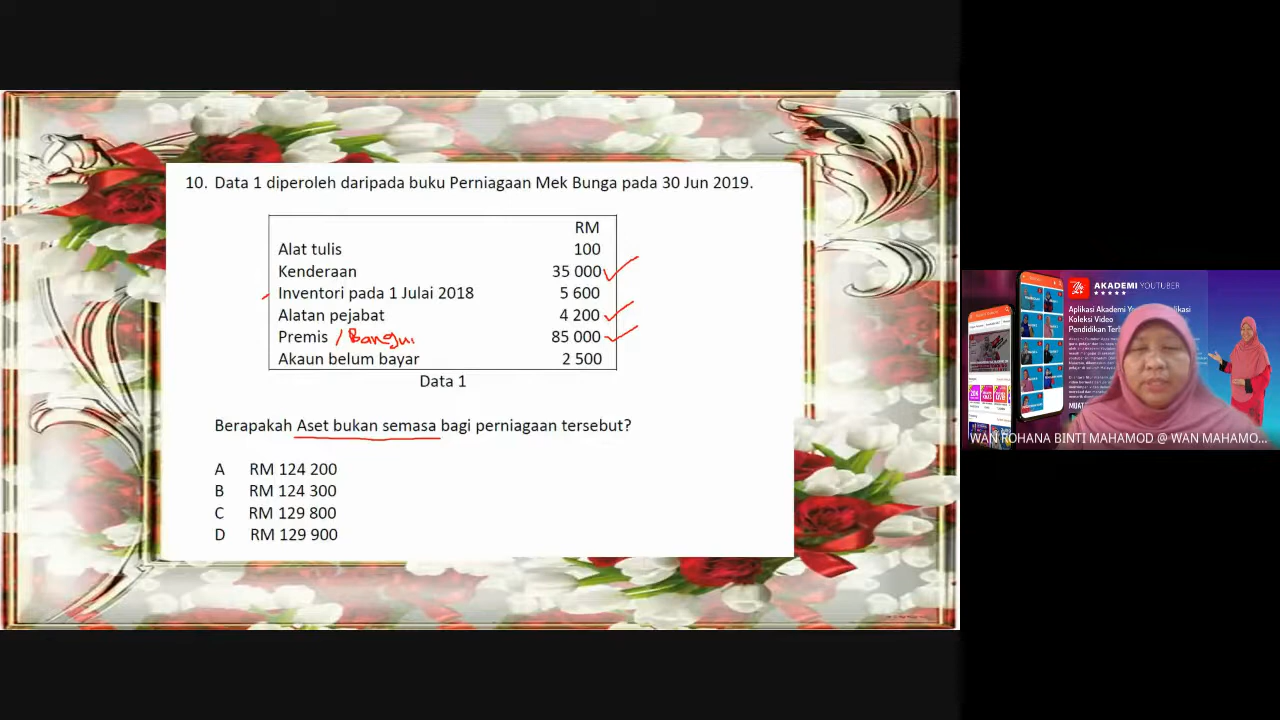 10. Data 1 diperoleh daripada buku Perniagaan Mek Bunga pada 30 Jun 2019.
RM
Alat tulis 100
Kenderaan 35 000
Inventori pada 1 Julai 2018 5 600
Alatan pejabat 4 200
Premis / Bangun 85 000
Akaun belum bayar 2 500
Data 1
Berapakah Aset bukan semasa bagi perniagaan tersebut?
A RM 124 200
B RM 124 300
C RM 129 800
D RM 129 900
AKADEMI YOUTUBER
Koleksi Video
WAN ROHANA BINTI MAHAMOD @ WAN MAHAMO...